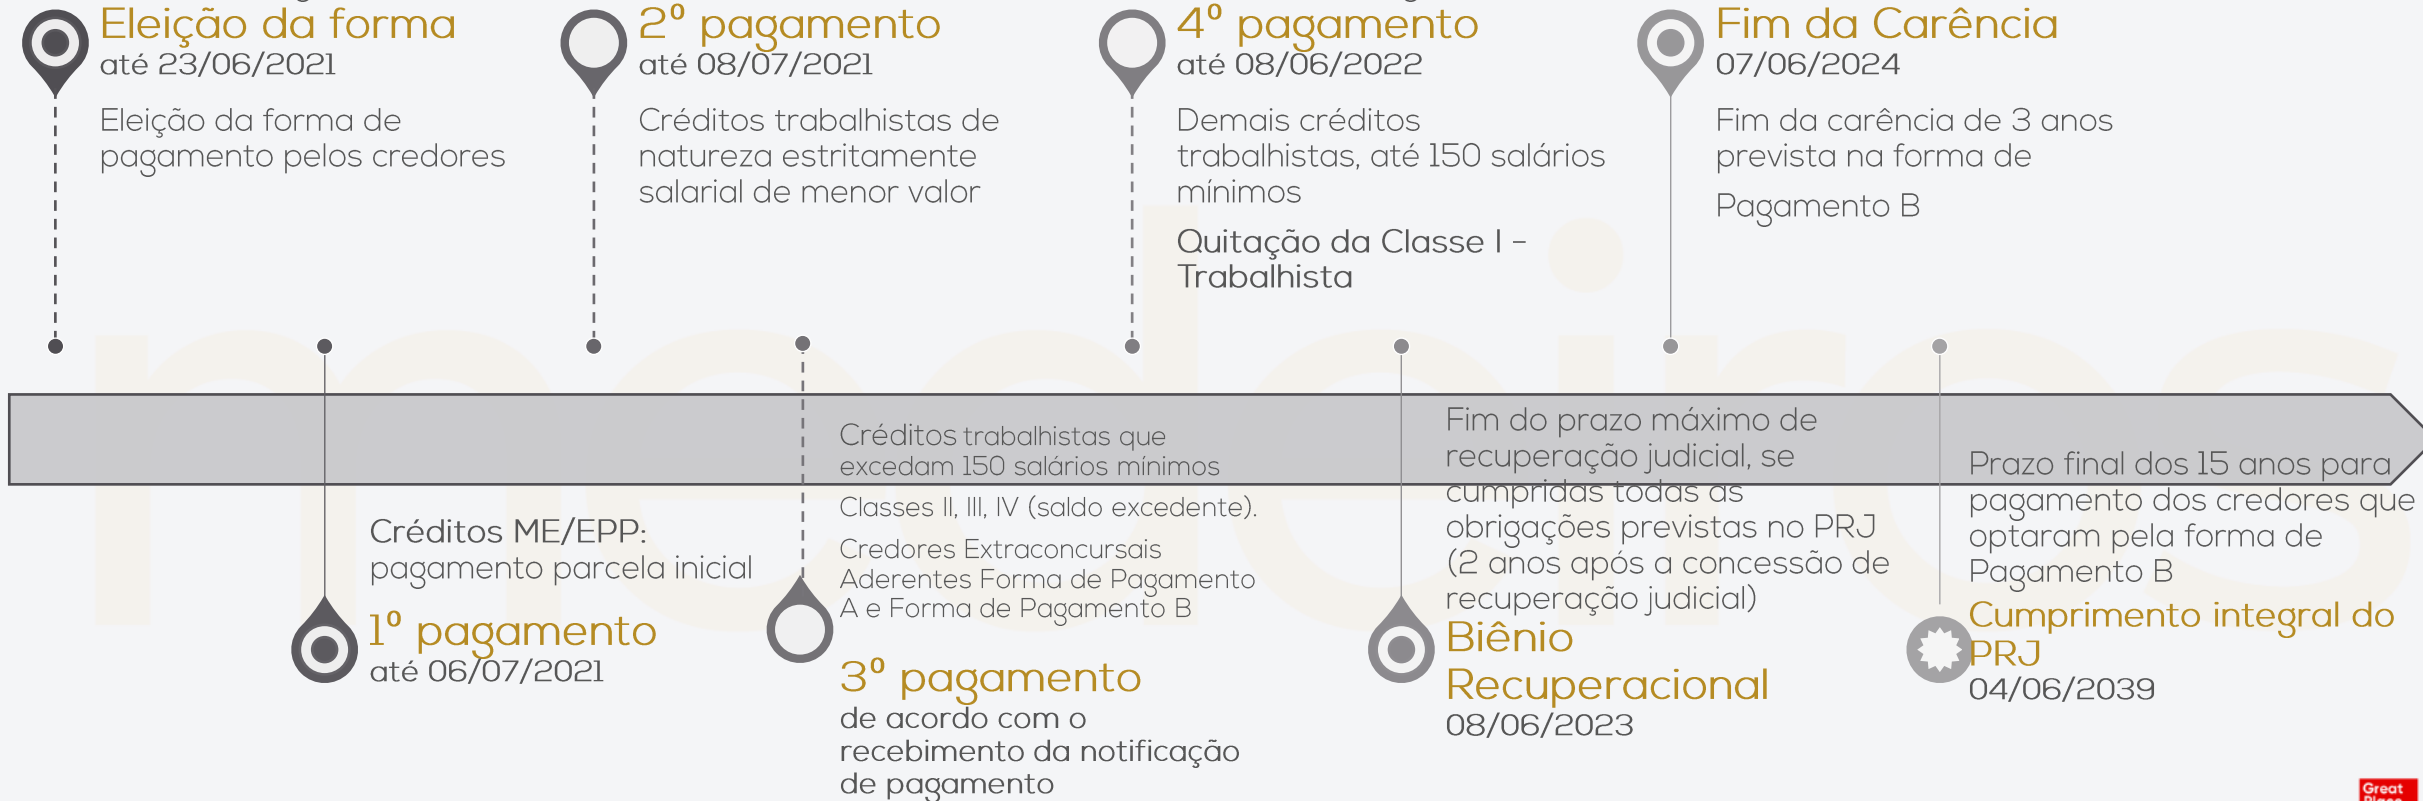 Eleição da forma
até 23/06/2021
Eleição da forma de
pagamento pelos credores
Créditos ME/EPP:
pagamento parcela inicial
1º pagamento
até 06/07/2021
2º pagamento
até 08/07/2021
Créditos trabalhistas de
natureza estritamente
salarial de menor valor
Créditos trabalhistas que
excedam 150 salários mínimos
Classes II, III, IV (saldo excedente).
Credores Extraconcursais
Aderentes Forma de Pagamento
A e Forma de Pagamento B
3º pagamento
de acordo com o
recebimento da notificação
de pagamento
4º pagamento
até 08/06/2022
Demais créditos
trabalhistas, até 150 salários
mínimos
Quitação da Classe I -
Trabalhista
Fim do prazo máximo de
recuperação judicial, se
cumpridas todas as
obrigações previstas no PRJ
(2 anos após a concessão de
recuperação judicial)
Biênio
Recuperacional
08/06/2023
Fim da Carência
07/06/2024
Fim da carência de 3 anos
prevista na forma de
Pagamento B
Prazo final dos 15 anos para
pagamento dos credores que
optaram pela forma de
Pagamento B
Cumprimento integral do
PRJ
04/06/2039
medeiros
Great